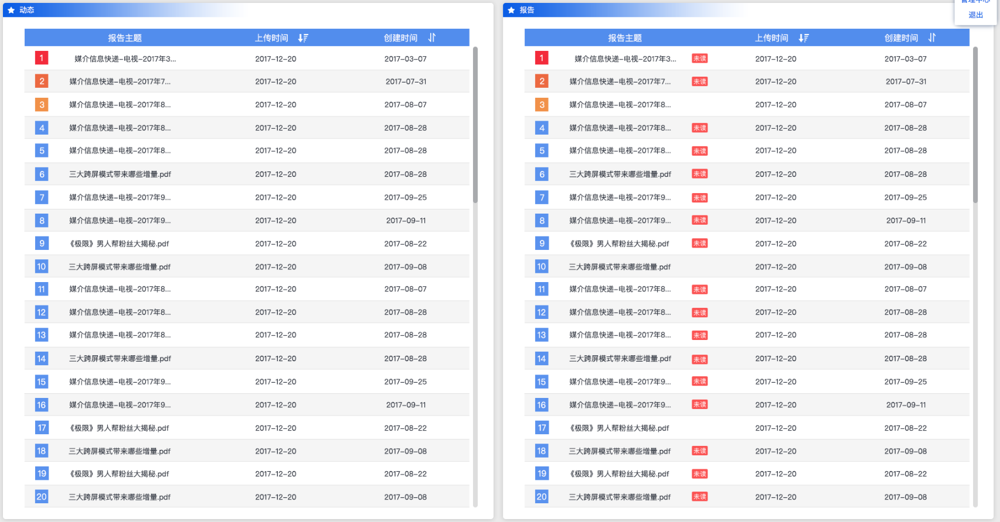 动态
报告主题 上传时间 创建时间
1 媒介信息快递-电视-2017年3... 2017-12-20 2017-03-07
2 媒介信息快递-电视-2017年7... 2017-12-20 2017-07-31
3 媒介信息快递-电视-2017年8... 2017-12-20 2017-08-07
4 媒介信息快递-电视-2017年8... 2017-12-20 2017-08-28
5 媒介信息快递-电视-2017年8... 2017-12-20 2017-08-28
6 三大跨屏模式带来哪些增量.pdf 2017-12-20 2017-08-28
7 媒介信息快递-电视-2017年9... 2017-12-20 2017-09-25
8 媒介信息快递-电视-2017年9... 2017-12-20 2017-09-11
9 《极限》男人帮粉丝大揭秘.pdf 2017-12-20 2017-08-22
10 三大跨屏模式带来哪些增量.pdf 2017-12-20 2017-09-08
11 媒介信息快递-电视-2017年8... 2017-12-20 2017-08-07
12 媒介信息快递-电视-2017年8... 2017-12-20 2017-08-28
13 媒介信息快递-电视-2017年8... 2017-12-20 2017-08-28
14 三大跨屏模式带来哪些增量.pdf 2017-12-20 2017-08-28
15 媒介信息快递-电视-2017年9... 2017-12-20 2017-09-25
16 媒介信息快递-电视-2017年9... 2017-12-20 2017-09-11
17 《极限》男人帮粉丝大揭秘.pdf 2017-12-20 2017-08-22
18 三大跨屏模式带来哪些增量.pdf 2017-12-20 2017-09-08
19 《极限》男人帮粉丝大揭秘.pdf 2017-12-20 2017-08-22
20 三大跨屏模式带来哪些增量.pdf 2017-12-20 2017-09-08
管理中心
退出
报告
报告主题 上传时间 创建时间
1 媒介信息快递-电视-2017年3... 未读 2017-12-20 2017-03-07
2 媒介信息快递-电视-2017年7... 未读 2017-12-20 2017-07-31
3 媒介信息快递-电视-2017年8... 2017-12-20 2017-08-07
4 媒介信息快递-电视-2017年8... 未读 2017-12-20 2017-08-28
5 媒介信息快递-电视-2017年8... 未读 2017-12-20 2017-08-28
6 三大跨屏模式带来哪些增量.pdf 未读 2017-12-20 2017-08-28
7 媒介信息快递-电视-2017年9... 未读 2017-12-20 2017-09-25
8 媒介信息快递-电视-2017年9... 未读 2017-12-20 2017-09-11
9 《极限》男人帮粉丝大揭秘.pdf 未读 2017-12-20 2017-08-22
10 三大跨屏模式带来哪些增量.pdf 2017-12-20 2017-09-08
11 媒介信息快递-电视-2017年8... 未读 2017-12-20 2017-08-07
12 媒介信息快递-电视-2017年8... 未读 2017-12-20 2017-08-28
13 媒介信息快递-电视-2017年8... 未读 2017-12-20 2017-08-28
14 三大跨屏模式带来哪些增量.pdf 未读 2017-12-20 2017-08-28
15 媒介信息快递-电视-2017年9... 未读 2017-12-20 2017-09-25
16 媒介信息快递-电视-2017年9... 未读 2017-12-20 2017-09-11
17 《极限》男人帮粉丝大揭秘.pdf 2017-12-20 2017-08-22
18 三大跨屏模式带来哪些增量.pdf 未读 2017-12-20 2017-09-08
19 《极限》男人帮粉丝大揭秘.pdf 未读 2017-12-20 2017-08-22
20 三大跨屏模式带来哪些增量.pdf 未读 2017-12-20 2017-09-08